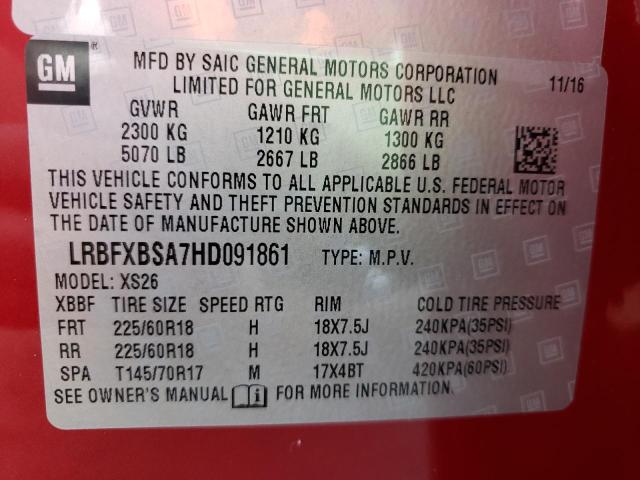 GM ®
MFD BY SAIC GENERAL MOTORS CORPORATION
LIMITED FOR GENERAL MOTORS LLC 11/16
GVWR GAWR FRT GAWR RR
2300 KG 1210 KG 1300 KG
5070 LB 2667 LB 2866 LB
THIS VEHICLE CONFORMS TO ALL APPLICABLE U.S. FEDERAL MOTOR
VEHICLE SAFETY AND THEFT PREVENTION STANDARDS IN EFFECT ON
THE DATE OF MANUFACTURE SHOWN ABOVE.
LRBFXBSA7HD091861 TYPE: M.P.V.
MODEL: XS26
XBBF TIRE SIZE SPEED RTG RIM COLD TIRE PRESSURE
FRT 225/60R18 H 18X7.5J 240KPA(35PSI)
RR 225/60R18 H 18X7.5J 240KPA(35PSI)
SPA T145/70R17 M 17X4BT 420KPA(60PSI)
SEE OWNER'S MANUAL i FOR MORE INFORMATION.